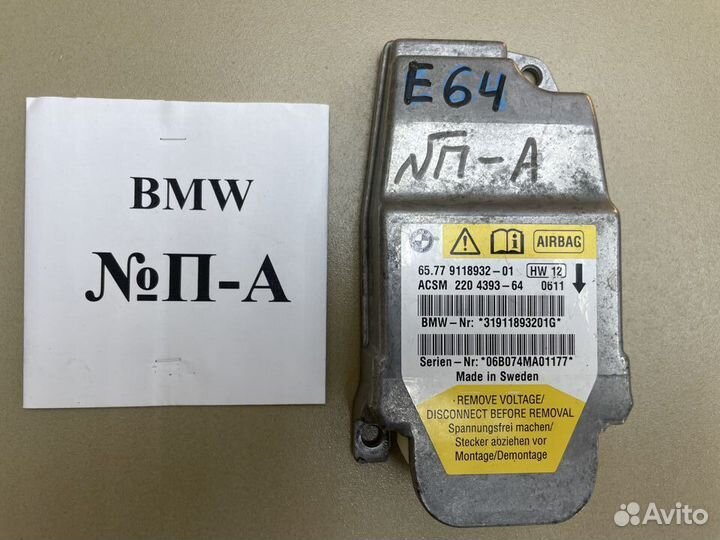 BMW
№П-А
E64
№П-А
AIRBAG
65.77 9118932-01 HW 12
ACSM 220 4393-64 0611
BMW-Nr: *31911893201G*
Serien-Nr: *06B074MA01177*
Made in Sweden
REMOVE VOLTAGE/
DISCONNECT BEFORE REMOVAL
Spannungsfrei machen/
Stecker abziehen vor
Montage/Demontage
Avito